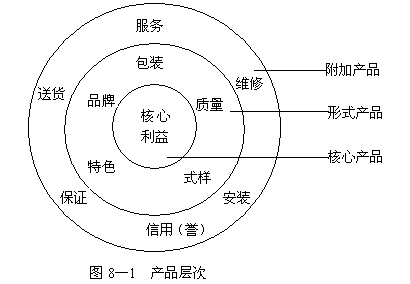 服务
包装
送货
维修
附加产品
品牌
质量
核心
利益
形式产品
核心产品
特色
式样
保证
安装
信用(誉)
图 8—1 产品层次